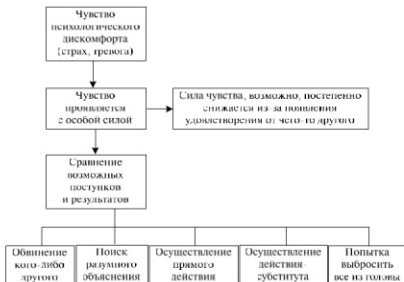 Чувство
психологического
дискомфорта
(страх, тревога)
Чувство
проявляется
с особой силой
Сила чувства, возможно, постепенно
снижается из-за появления
удовлетворения от чего-то другого
Сравнение
возможных
поступков
и результатов
Обвинение
кого-либо
другого
Поиск
разумного
объяснения
Осуществление
прямого
действия
Осуществление
действия-
субститута
Попытка
выбросить
все из головы